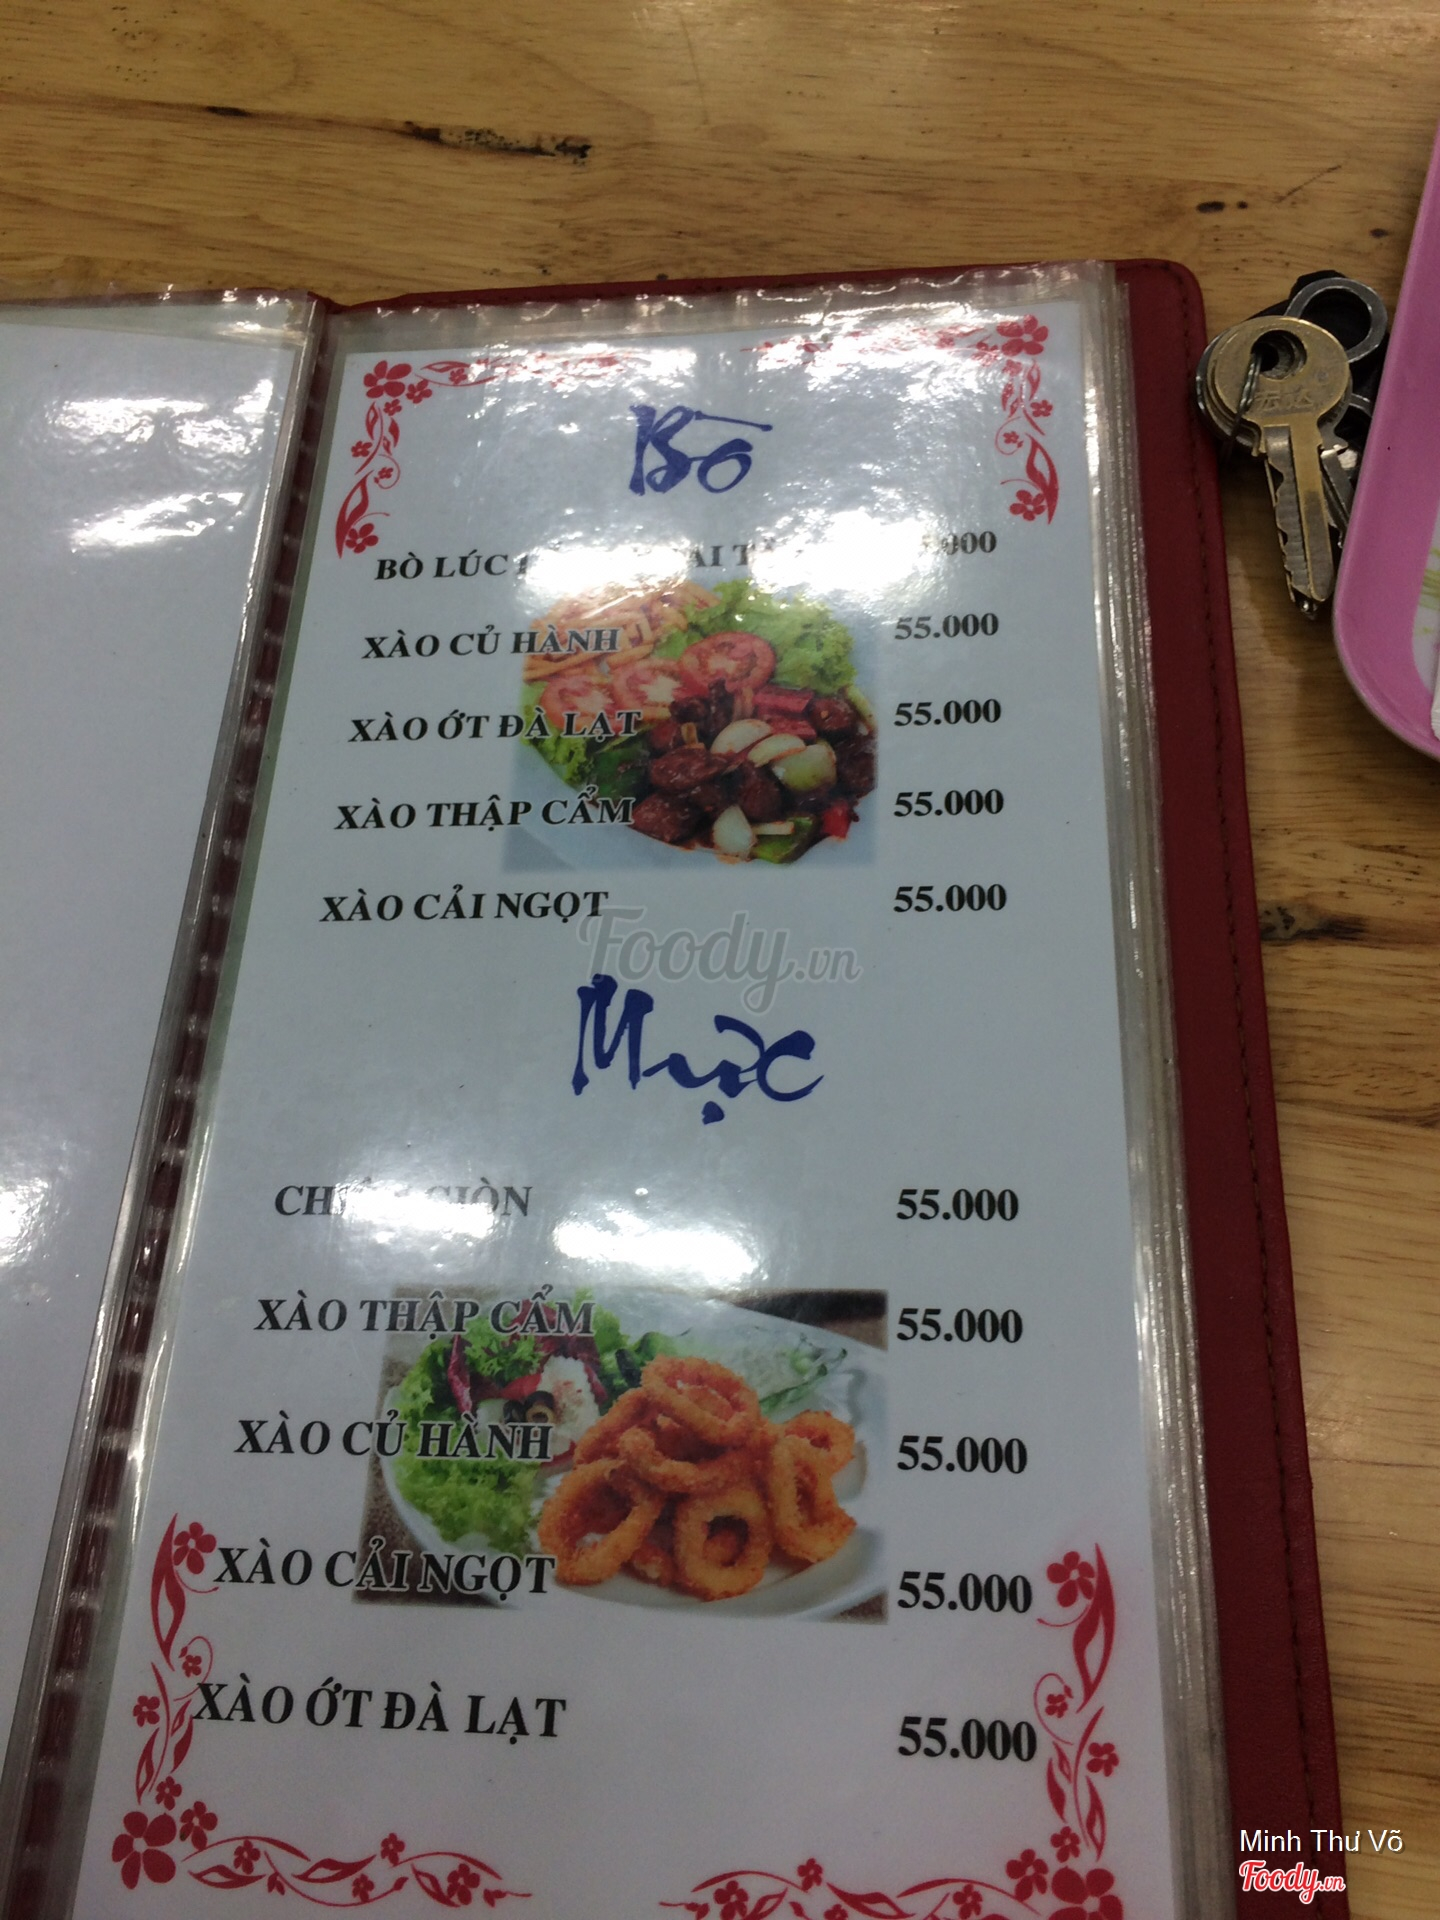 Bò
BÒ LÚC
.000
XÀO CỦ HÀNH 55.000
XÀO ỚT ĐÀ LẠT 55.000
XÀO THẬP CẨM 55.000
XÀO CẢI NGỌT 55.000
Foody.vn
Mực
GIÒN 55.000
XÀO THẬP CẨM 55.000
XÀO CỦ HÀNH 55.000
XÀO CẢI NGỌT 55.000
XÀO ỚT ĐÀ LẠT 55.000
Minh Thư Võ
Foody.vn